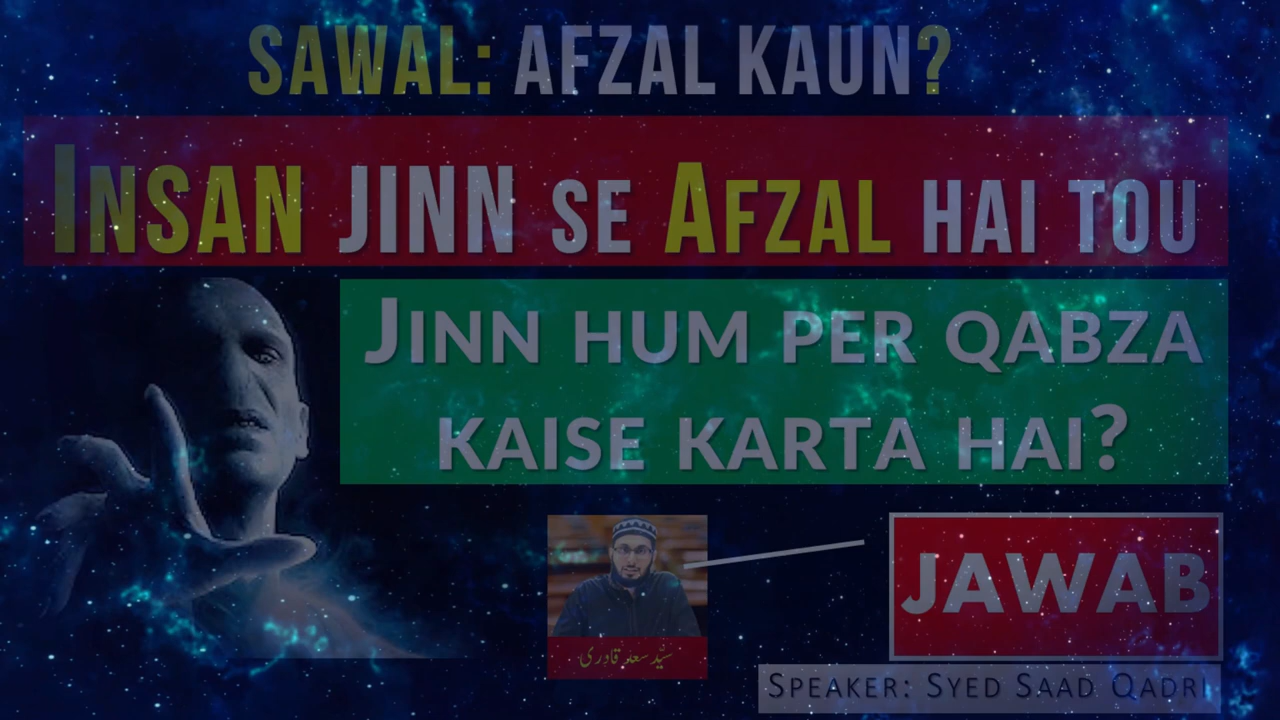 SAWAL: AFZAL KAUN?
INSAN JINN SE AFZAL HAI TOU
JINN HUM PER QABZA
KAISE KARTA HAI?
JAWAB
سید سعد قادری
SPEAKER: SYED SAAD QADRI